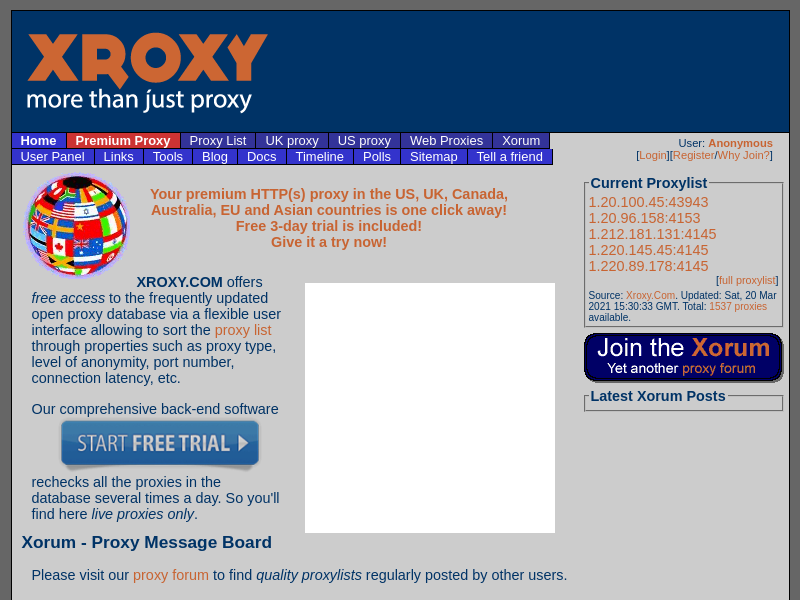 XROXY
more than just proxy
Home Premium Proxy Proxy List UK proxy US proxy Web Proxies Xorum
User Panel Links Tools Blog Docs Timeline Polls Sitemap Tell a friend
User: Anonymous
[Login][Register/Why Join?]
Your premium HTTP(s) proxy in the US, UK, Canada,
Australia, EU and Asian countries is one click away!
Free 3-day trial is included!
Give it a try now!
XROXY.COM offers
free access to the frequently updated
open proxy database via a flexible user
interface allowing to sort the proxy list
through properties such as proxy type,
level of anonymity, port number,
connection latency, etc.
Our comprehensive back-end software
START FREE TRIAL
rechecks all the proxies in the
database several times a day. So you'll
find here live proxies only.
Xorum - Proxy Message Board
Please visit our proxy forum to find quality proxylists regularly posted by other users.
Current Proxylist
1.20.100.45:43943
1.20.96.158:4153
1.212.181.131:4145
1.220.145.45:4145
1.220.89.178:4145
[full proxylist]
Source: Xroxy.Com. Updated: Sat, 20 Mar
2021 15:30:33 GMT. Total: 1537 proxies
available.
Join the Xorum
Yet another proxy forum
Latest Xorum Posts